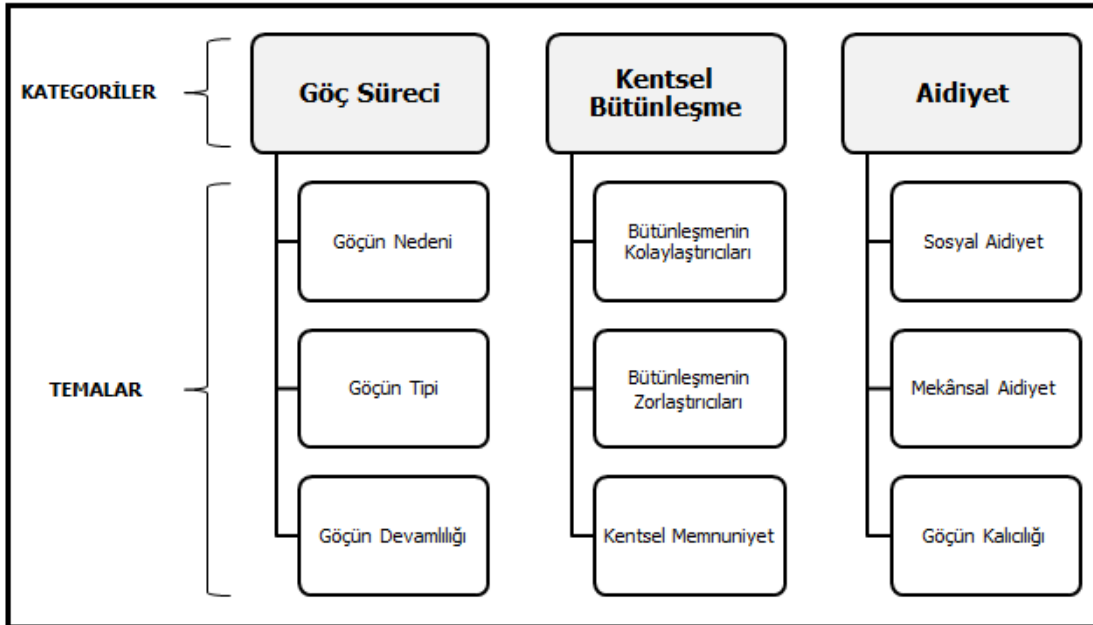 KATEGORİLER
Göç Süreci
Kentsel
Bütünleşme
Aidiyet
TEMALAR
Göçün Nedeni
Bütünleşmenin
Kolaylaştırıcıları
Sosyal Aidiyet
Göçün Tipi
Bütünleşmenin
Zorlaştırıcıları
Mekânsal Aidiyet
Göçün Devamlılığı
Kentsel Memnuniyet
Göçün Kalıcılığı